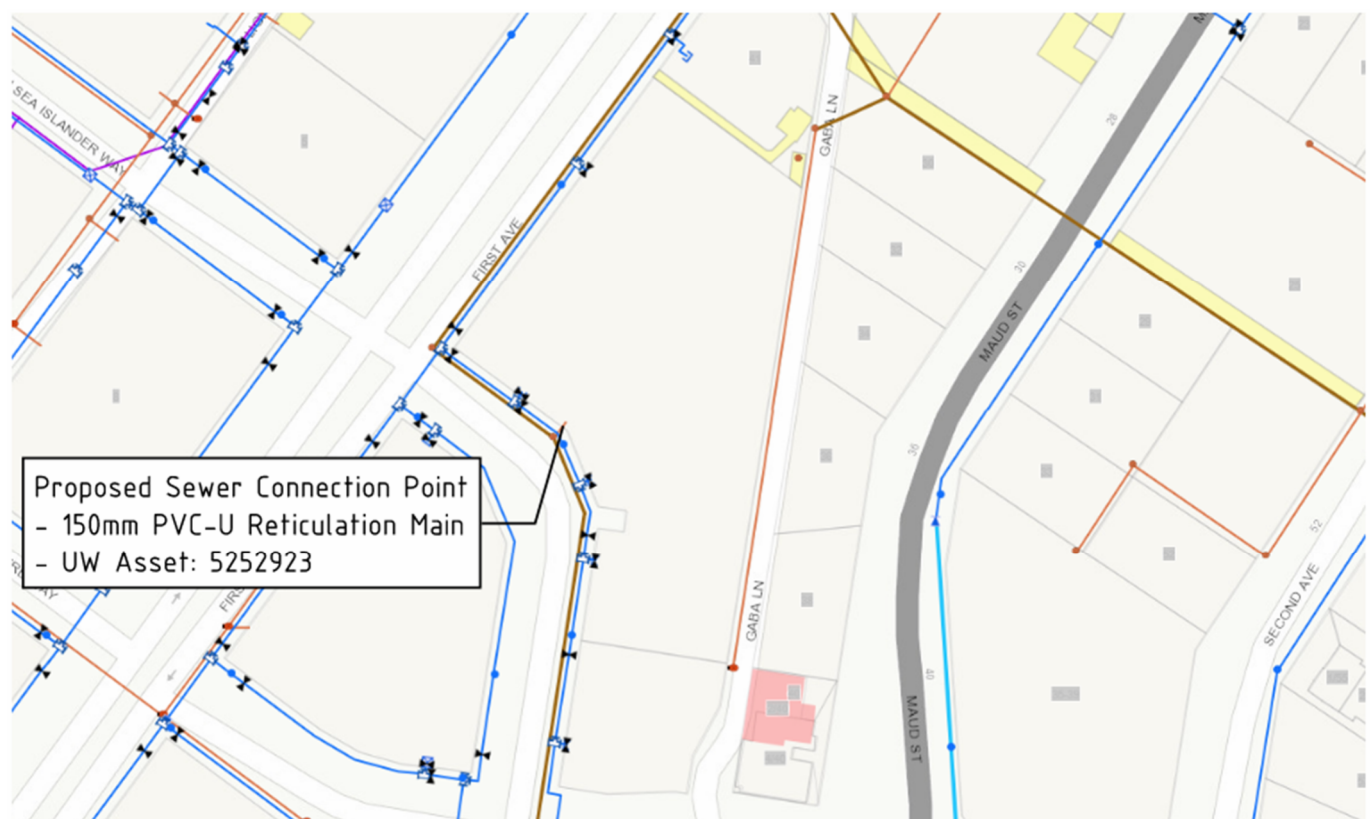 SEA ISLANDER WAY
FIRST AVE
GABA LN
28
30
MAUD ST
36
Proposed Sewer Connection Point
- 150mm PVC-U Reticulation Main
- UW Asset: 5252923
52
SECOND AVE
GABA LN
40
MAUD ST